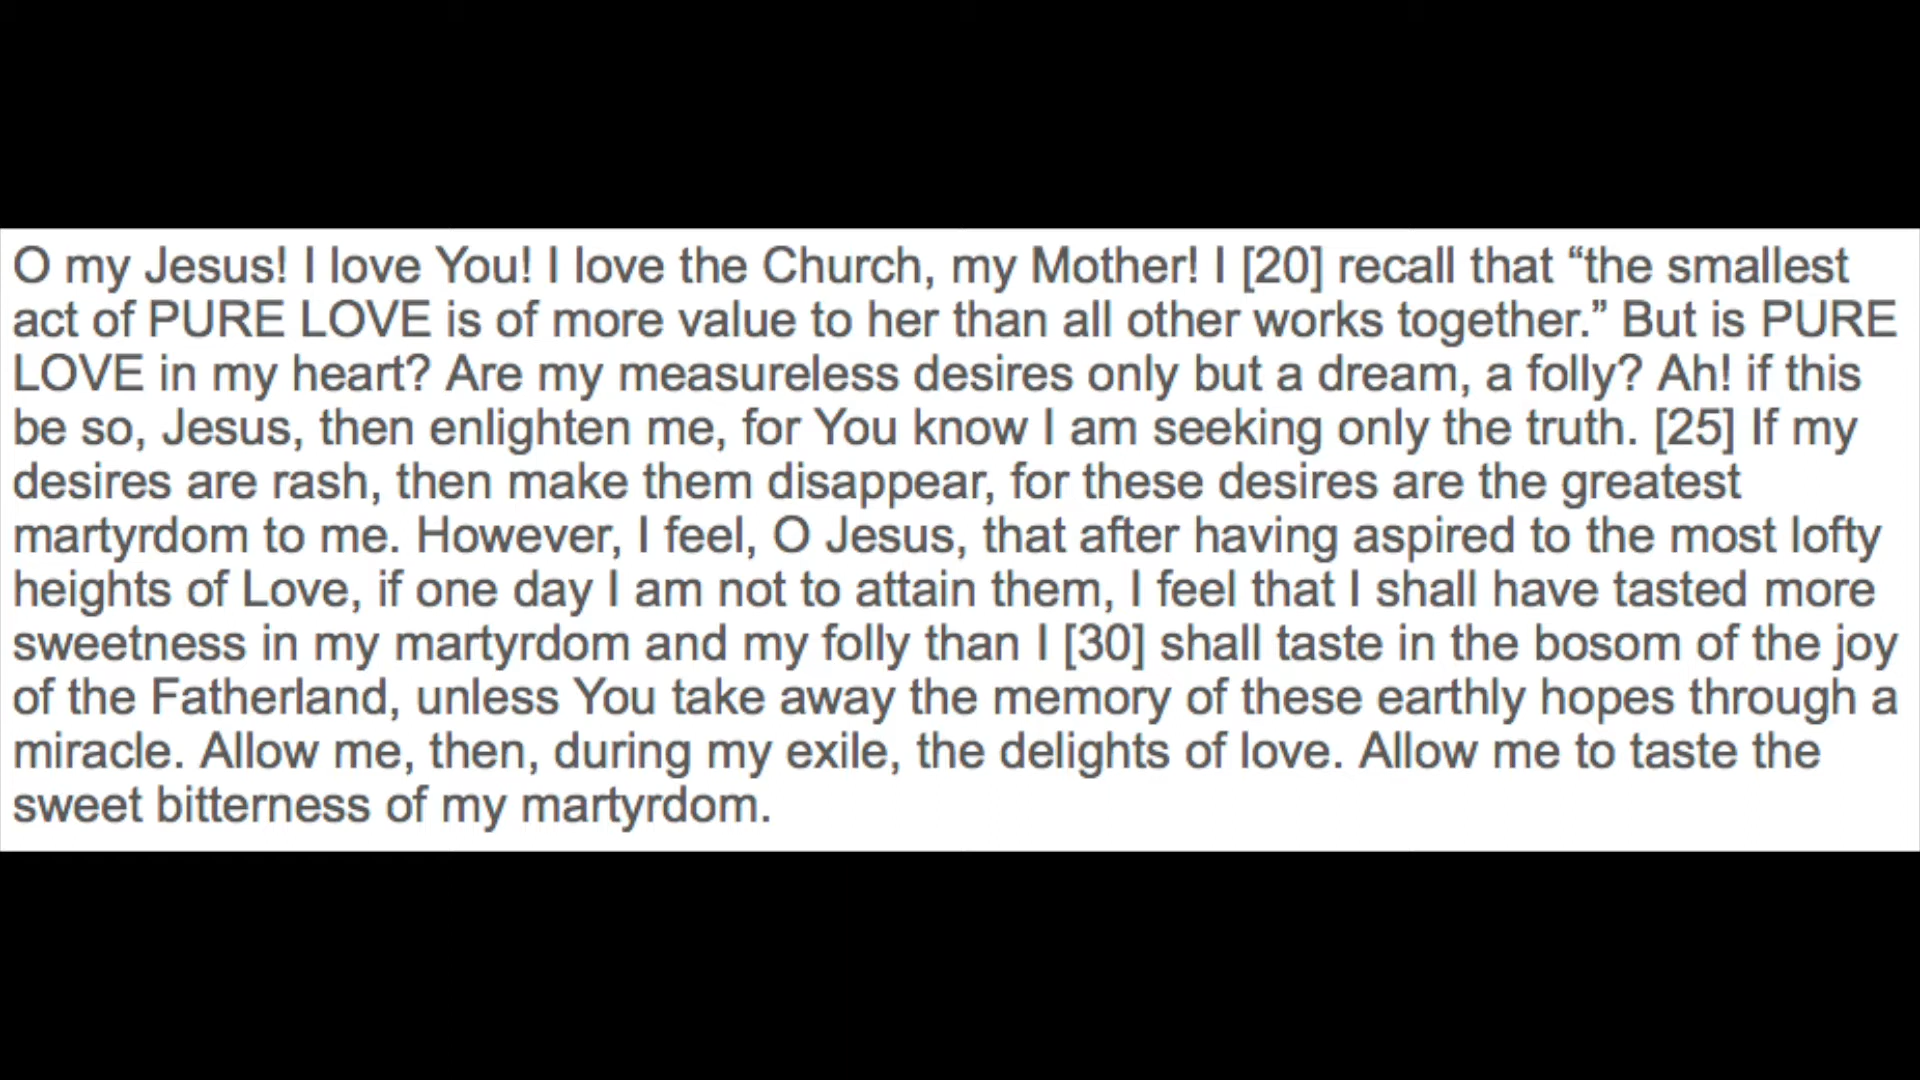 O my Jesus! I love You! I love the Church, my Mother! I [20] recall that “the smallest
act of PURE LOVE is of more value to her than all other works together.” But is PURE
LOVE in my heart? Are my measureless desires only but a dream, a folly? Ah! if this
be so, Jesus, then enlighten me, for You know I am seeking only the truth. [25] If my
desires are rash, then make them disappear, for these desires are the greatest
martyrdom to me. However, I feel, O Jesus, that after having aspired to the most lofty
heights of Love, if one day I am not to attain them, I feel that I shall have tasted more
sweetness in my martyrdom and my folly than I [30] shall taste in the bosom of the joy
of the Fatherland, unless You take away the memory of these earthly hopes through a
miracle. Allow me, then, during my exile, the delights of love. Allow me to taste the
sweet bitterness of my martyrdom.